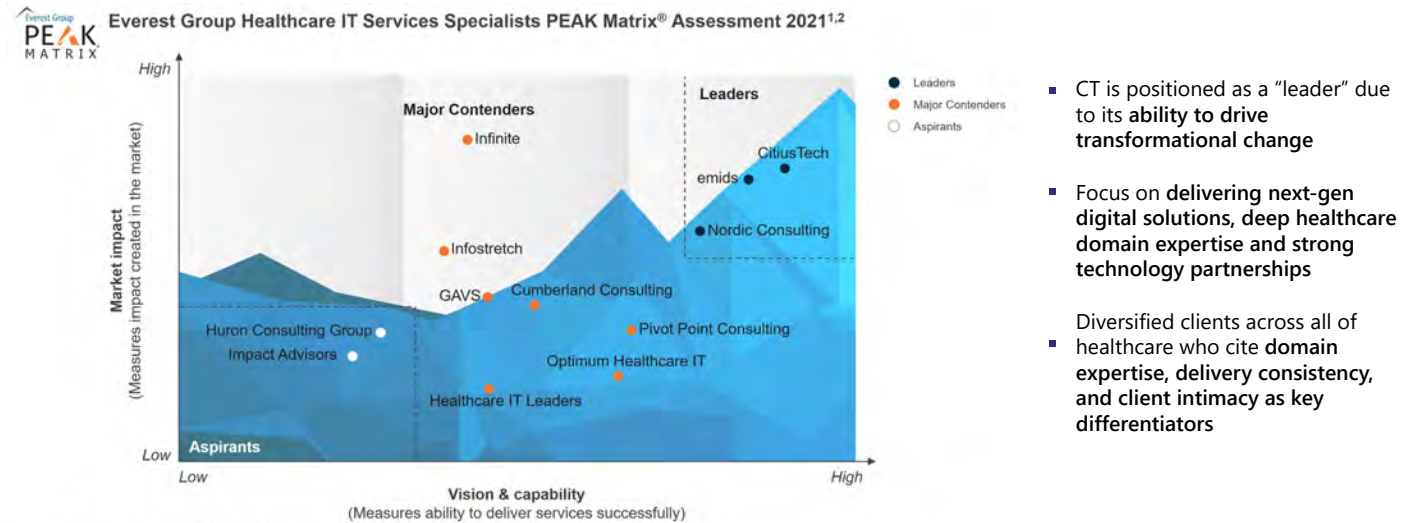 Everest Group
PEAK
MATRIX
Everest Group Healthcare IT Services Specialists PEAK Matrix® Assessment 2021¹,²
High
Market impact
(Measures impact created in the market)
Low
Major Contenders
Leaders
Infinite
CitiusTech
emids
Nordic Consulting
Infostretch
GAVS
Cumberland Consulting
Huron Consulting Group
Pivot Point Consulting
Impact Advisors
Optimum Healthcare IT
Healthcare IT Leaders
Aspirants
Low
High
Vision & capability
(Measures ability to deliver services successfully)
Leaders
Major Contenders
Aspirants
▪ CT is positioned as a “leader” due
to its ability to drive
transformational change
▪ Focus on delivering next-gen
digital solutions, deep healthcare
domain expertise and strong
technology partnerships
Diversified clients across all of
▪ healthcare who cite domain
expertise, delivery consistency,
and client intimacy as key
differentiators